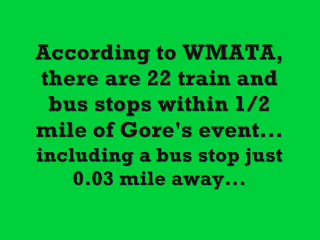 According to WMATA,
there are 22 train and
bus stops within 1/2
mile of Gore's event...
including a bus stop just
0.03 mile away...